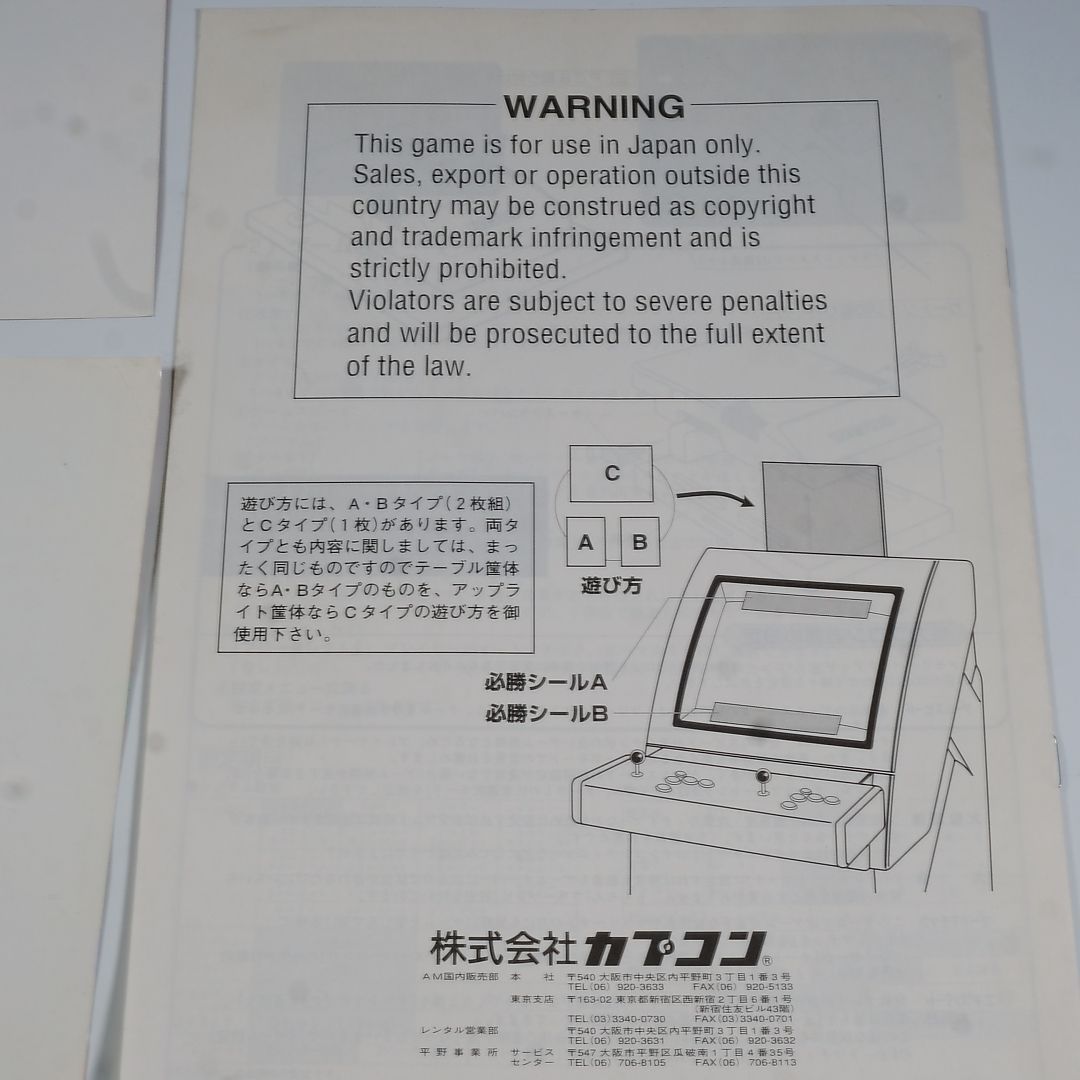 WARNING
This game is for use in Japan only.
Sales, export or operation outside this
country may be construed as copyright
and trademark infringement and is
strictly prohibited.
Violators are subject to severe penalties
and will be prosecuted to the full extent
of the law.
遊び方には、A・Bタイプ(2枚組)
とCタイプ(1枚)があります。両タ
イプとも内容に関しましては、まっ
たく同じものですのでテーブル筐体
ならA・Bタイプのものを、アップラ
イト筐体ならCタイプの遊び方を御
使用下さい。
C
A B
遊び方
必勝シールA
必勝シールB
株式会社カプコン®
AM国内販売部 本 社 〒540 大阪市中央区内平野町3丁目1番3号
TEL(06) 920-3633 FAX(06) 920-5133
東京支店 〒163-02 東京都新宿区西新宿2丁目6番1号
(新宿住友ビル43階)
TEL(03)3340-0730 FAX(03)3340-0701
レンタル営業部 〒540 大阪市中央区内平野町3丁目1番3号
TEL(06) 920-3631 FAX(06) 920-3632
平野事業所 サービス 〒547 大阪市平野区瓜破南1丁目4番35号
センター TEL(06) 706-8105 FAX(06) 706-8113